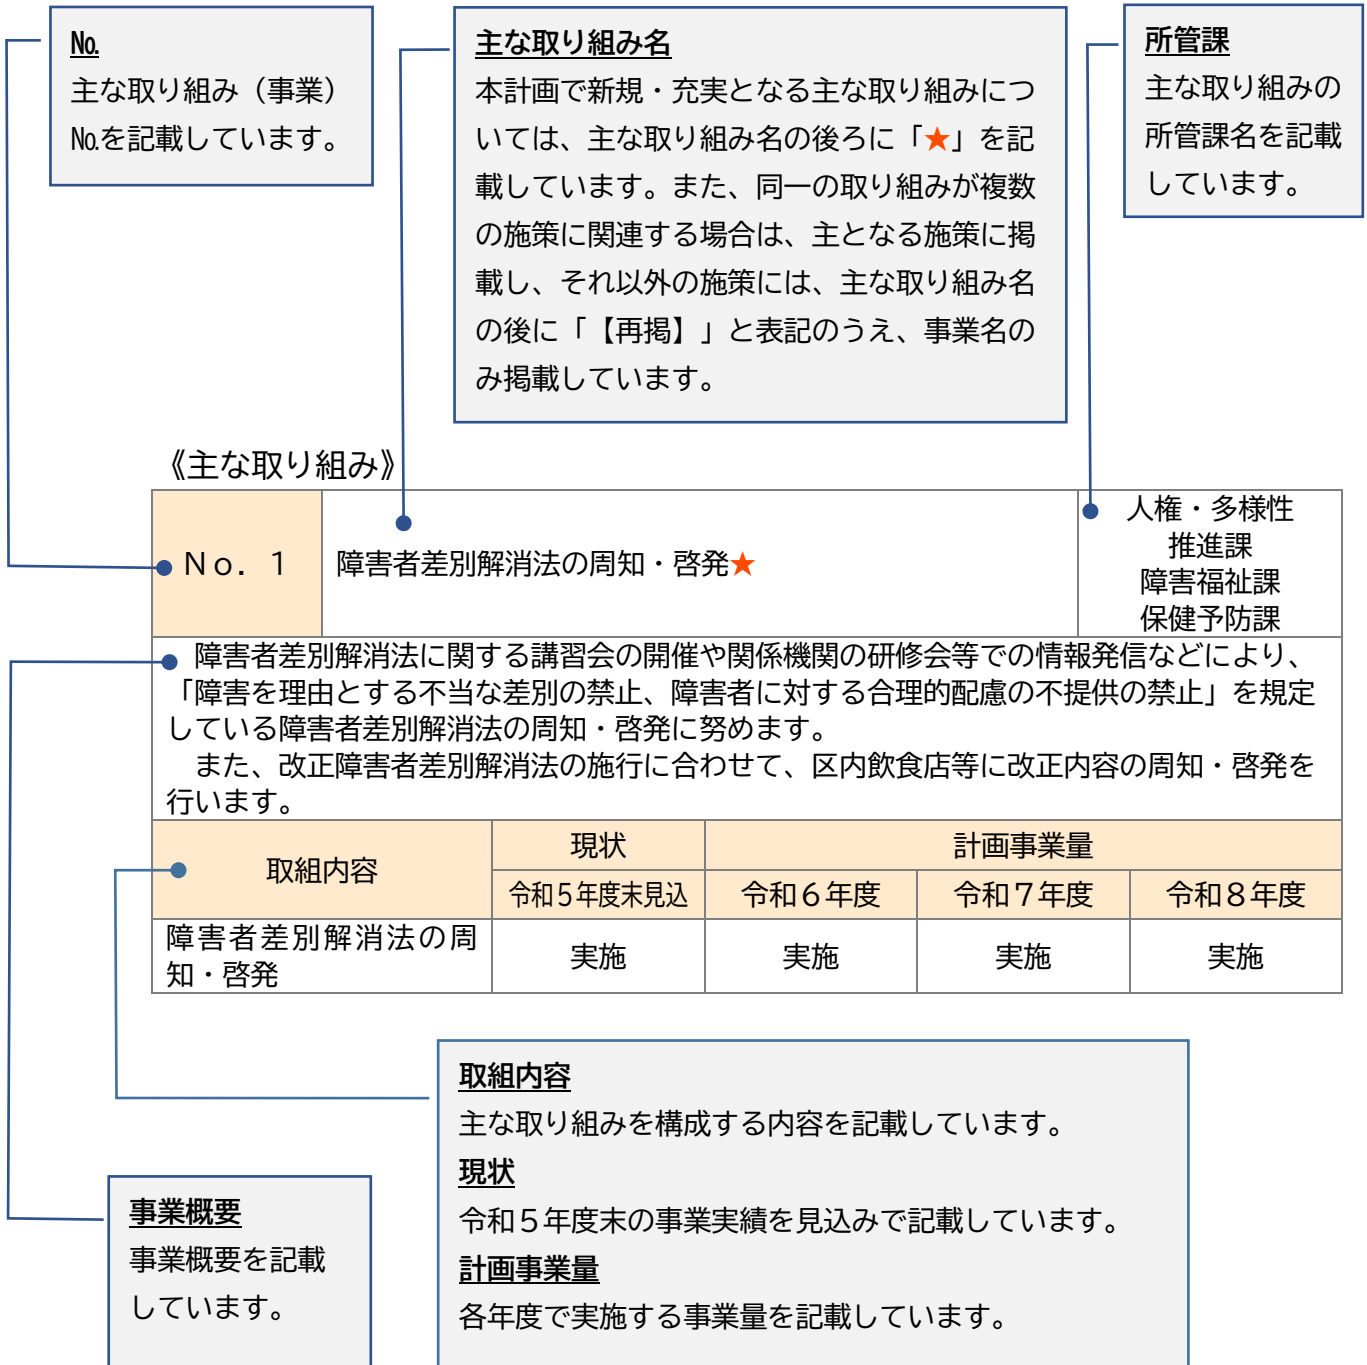 №
主な取り組み（事業）
№を記載しています。
主な取り組み名
本計画で新規・充実となる主な取り組みにつ
いては、主な取り組み名の後ろに「★」を記
載しています。また、同一の取り組みが複数
の施策に関連する場合は、主となる施策に掲
載し、それ以外の施策には、主な取り組み名
の後に「【再掲】」と表記のうえ、事業名の
み掲載しています。
所管課
主な取り組みの
所管課名を記載
しています。
《主な取り組み》
Ｎｏ．１
障害者差別解消法の周知・啓発★
人権・多様性
推進課
障害福祉課
保健予防課
障害者差別解消法に関する講習会の開催や関係機関の研修会等での情報発信などにより、
「障害を理由とする不当な差別の禁止、障害者に対する合理的配慮の不提供の禁止」を規定
している障害者差別解消法の周知・啓発に努めます。
また、改正障害者差別解消法の施行に合わせて、区内飲食店等に改正内容の周知・啓発を
行います。
取組内容
現状
計画事業量
令和５年度末見込
令和６年度
令和７年度
令和８年度
障害者差別解消法の周
知・啓発
実施
実施
実施
実施
取組内容
主な取り組みを構成する内容を記載しています。
現状
令和５年度末の事業実績を見込みで記載しています。
計画事業量
各年度で実施する事業量を記載しています。
事業概要
事業概要を記載
しています。